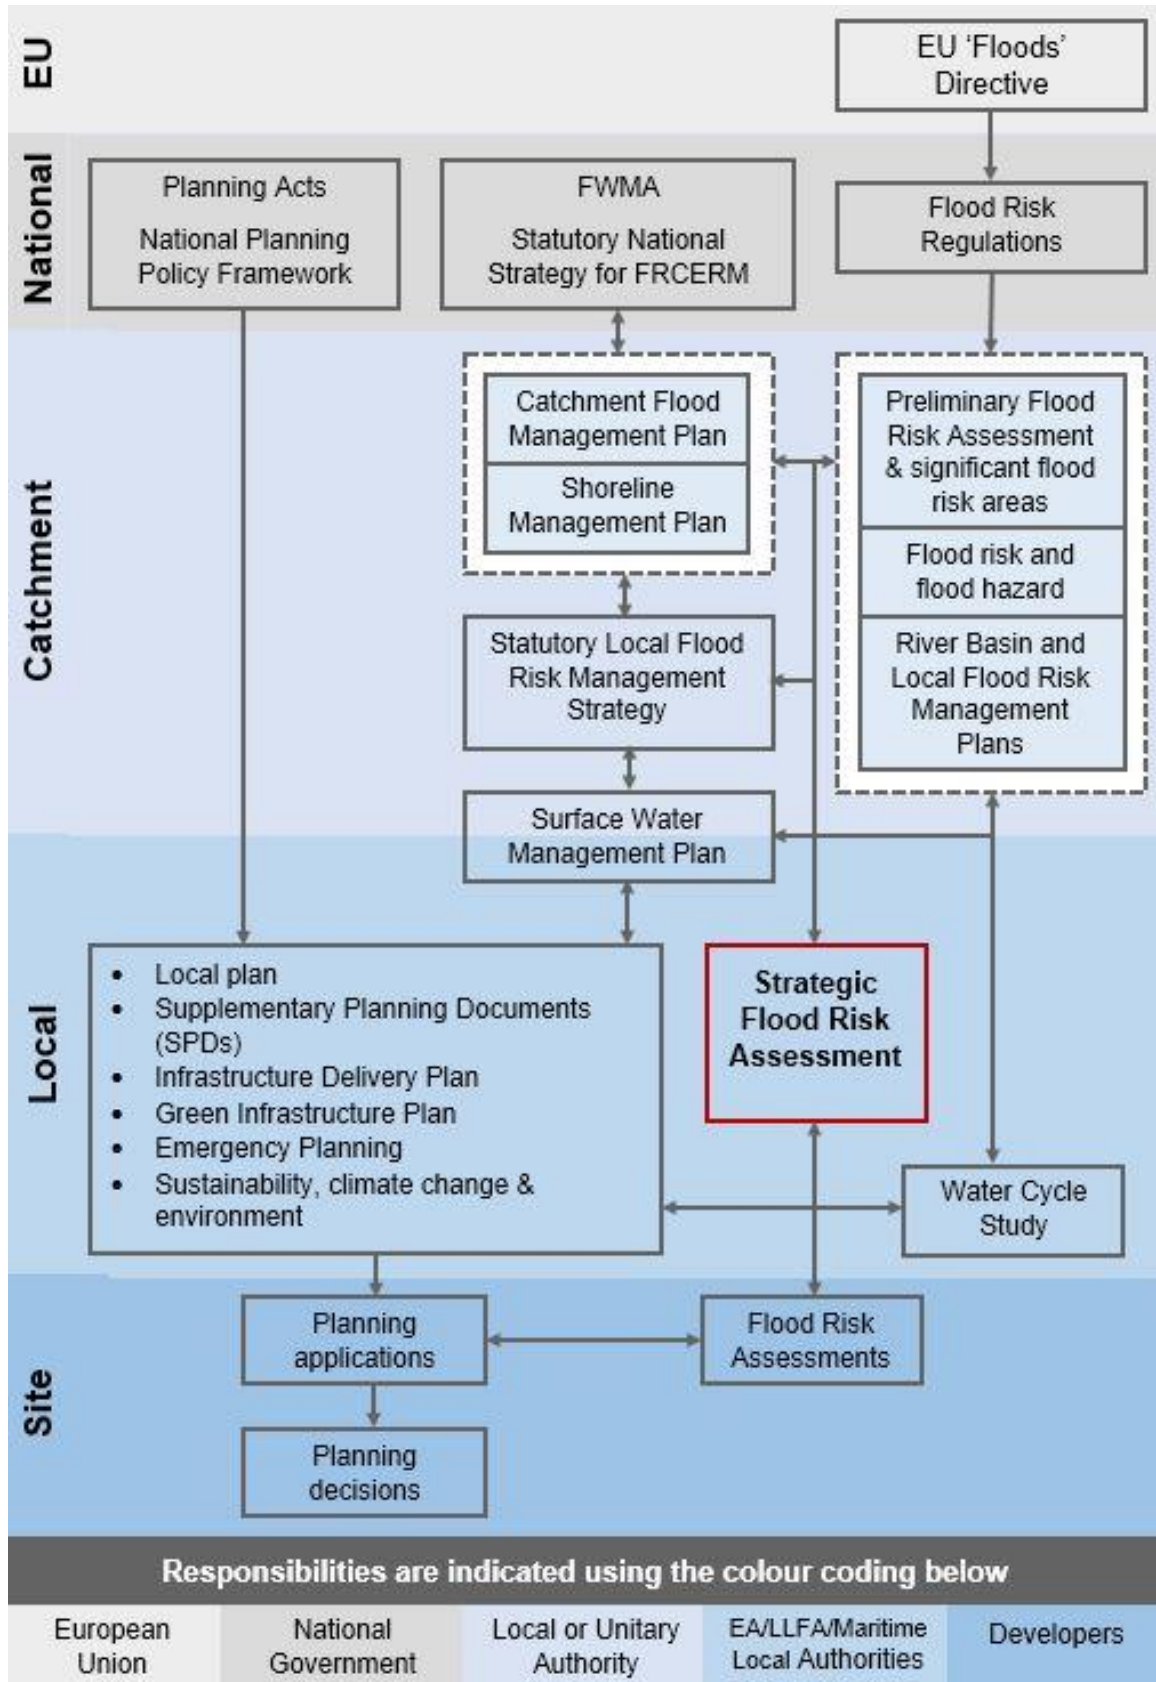 EU
EU ‘Floods’
Directive
National
Planning Acts
National Planning
Policy Framework
FWMA
Statutory National
Strategy for FRCERM
Flood Risk
Regulations
Catchment
Catchment Flood
Management Plan
Shoreline
Management Plan
Preliminary Flood
Risk Assessment
& significant flood
risk areas
Flood risk and
flood hazard
River Basin and
Local Flood Risk
Management
Plans
Statutory Local Flood
Risk Management
Strategy
Surface Water
Management Plan
Local
• Local plan
• Supplementary Planning Documents
(SPDs)
• Infrastructure Delivery Plan
• Green Infrastructure Plan
• Emergency Planning
• Sustainability, climate change &
environment
Strategic
Flood Risk
Assessment
Water Cycle
Study
Site
Planning
applications
Flood Risk
Assessments
Planning
decisions
Responsibilities are indicated using the colour coding below
European
Union
National
Government
Local or Unitary
Authority
EA/LLFA/Maritime
Local Authorities
Developers